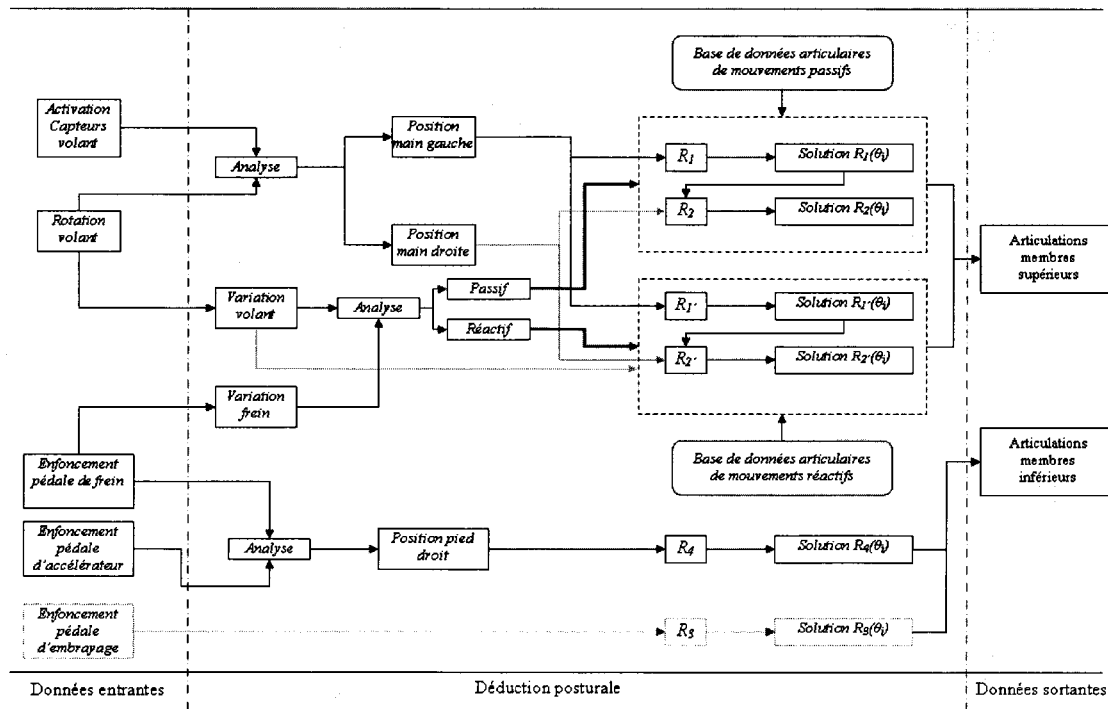 Base de données articulaires
de mouvements passifs
Activation
Capteurs
volant
Analyse
Position
main gauche
R1
Solution R1(θi)
R2
Solution R2(θi)
Rotation
volant
Position
main droite
Articulations
membres
supérieurs
Variation
volant
Analyse
Passif
Réactif
R1'
Solution R1'(θi)
R2'
Solution R2'(θi)
Variation
frein
Base de données articulaires
de mouvements réactifs
Articulations
membres
inférieurs
Enfoncement
pédale de frein
Enfoncement
pédale
d'accélérateur
Analyse
Position pied
droit
R4
Solution R4(θi)
Enfoncement
pédale
d'embrayage
R3
Solution R3(θi)
Données entrantes
Déduction posturale
Données sortantes